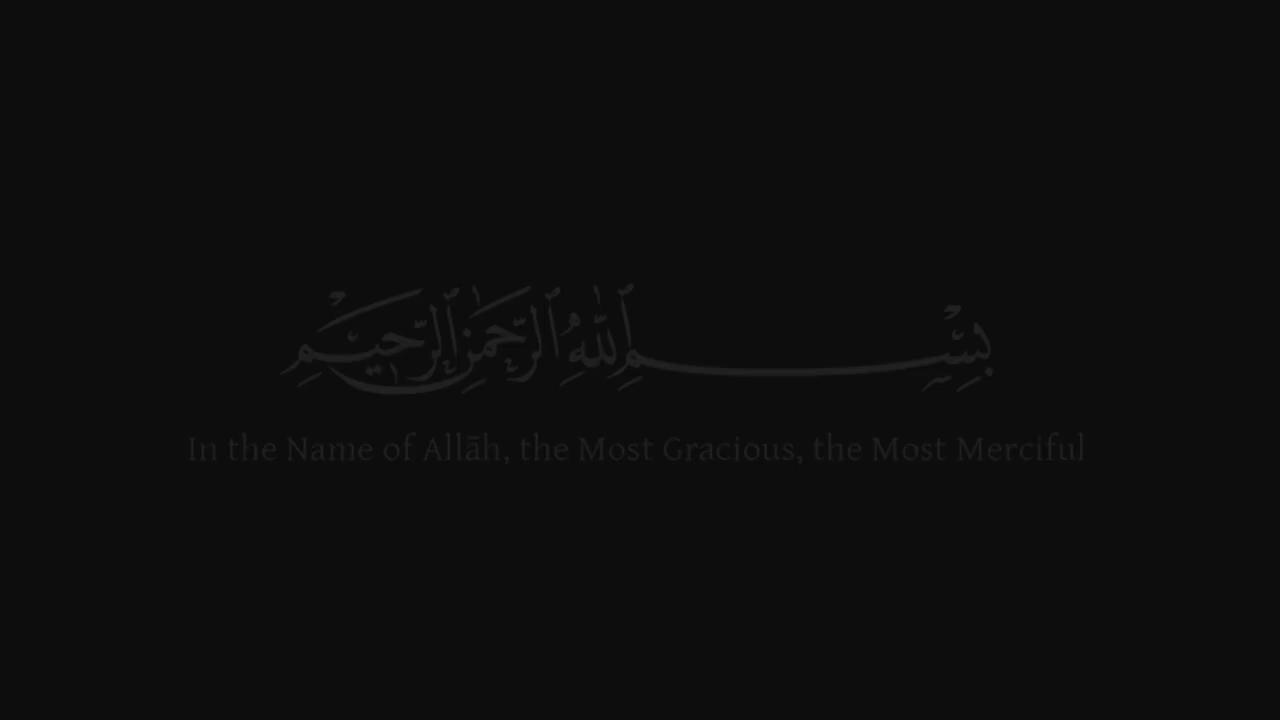 بِسْمِ ٱللَّٰهِ ٱلرَّحْمَٰنِ ٱلرَّحِيمِ
In the Name of Allāh, the Most Gracious, the Most Merciful